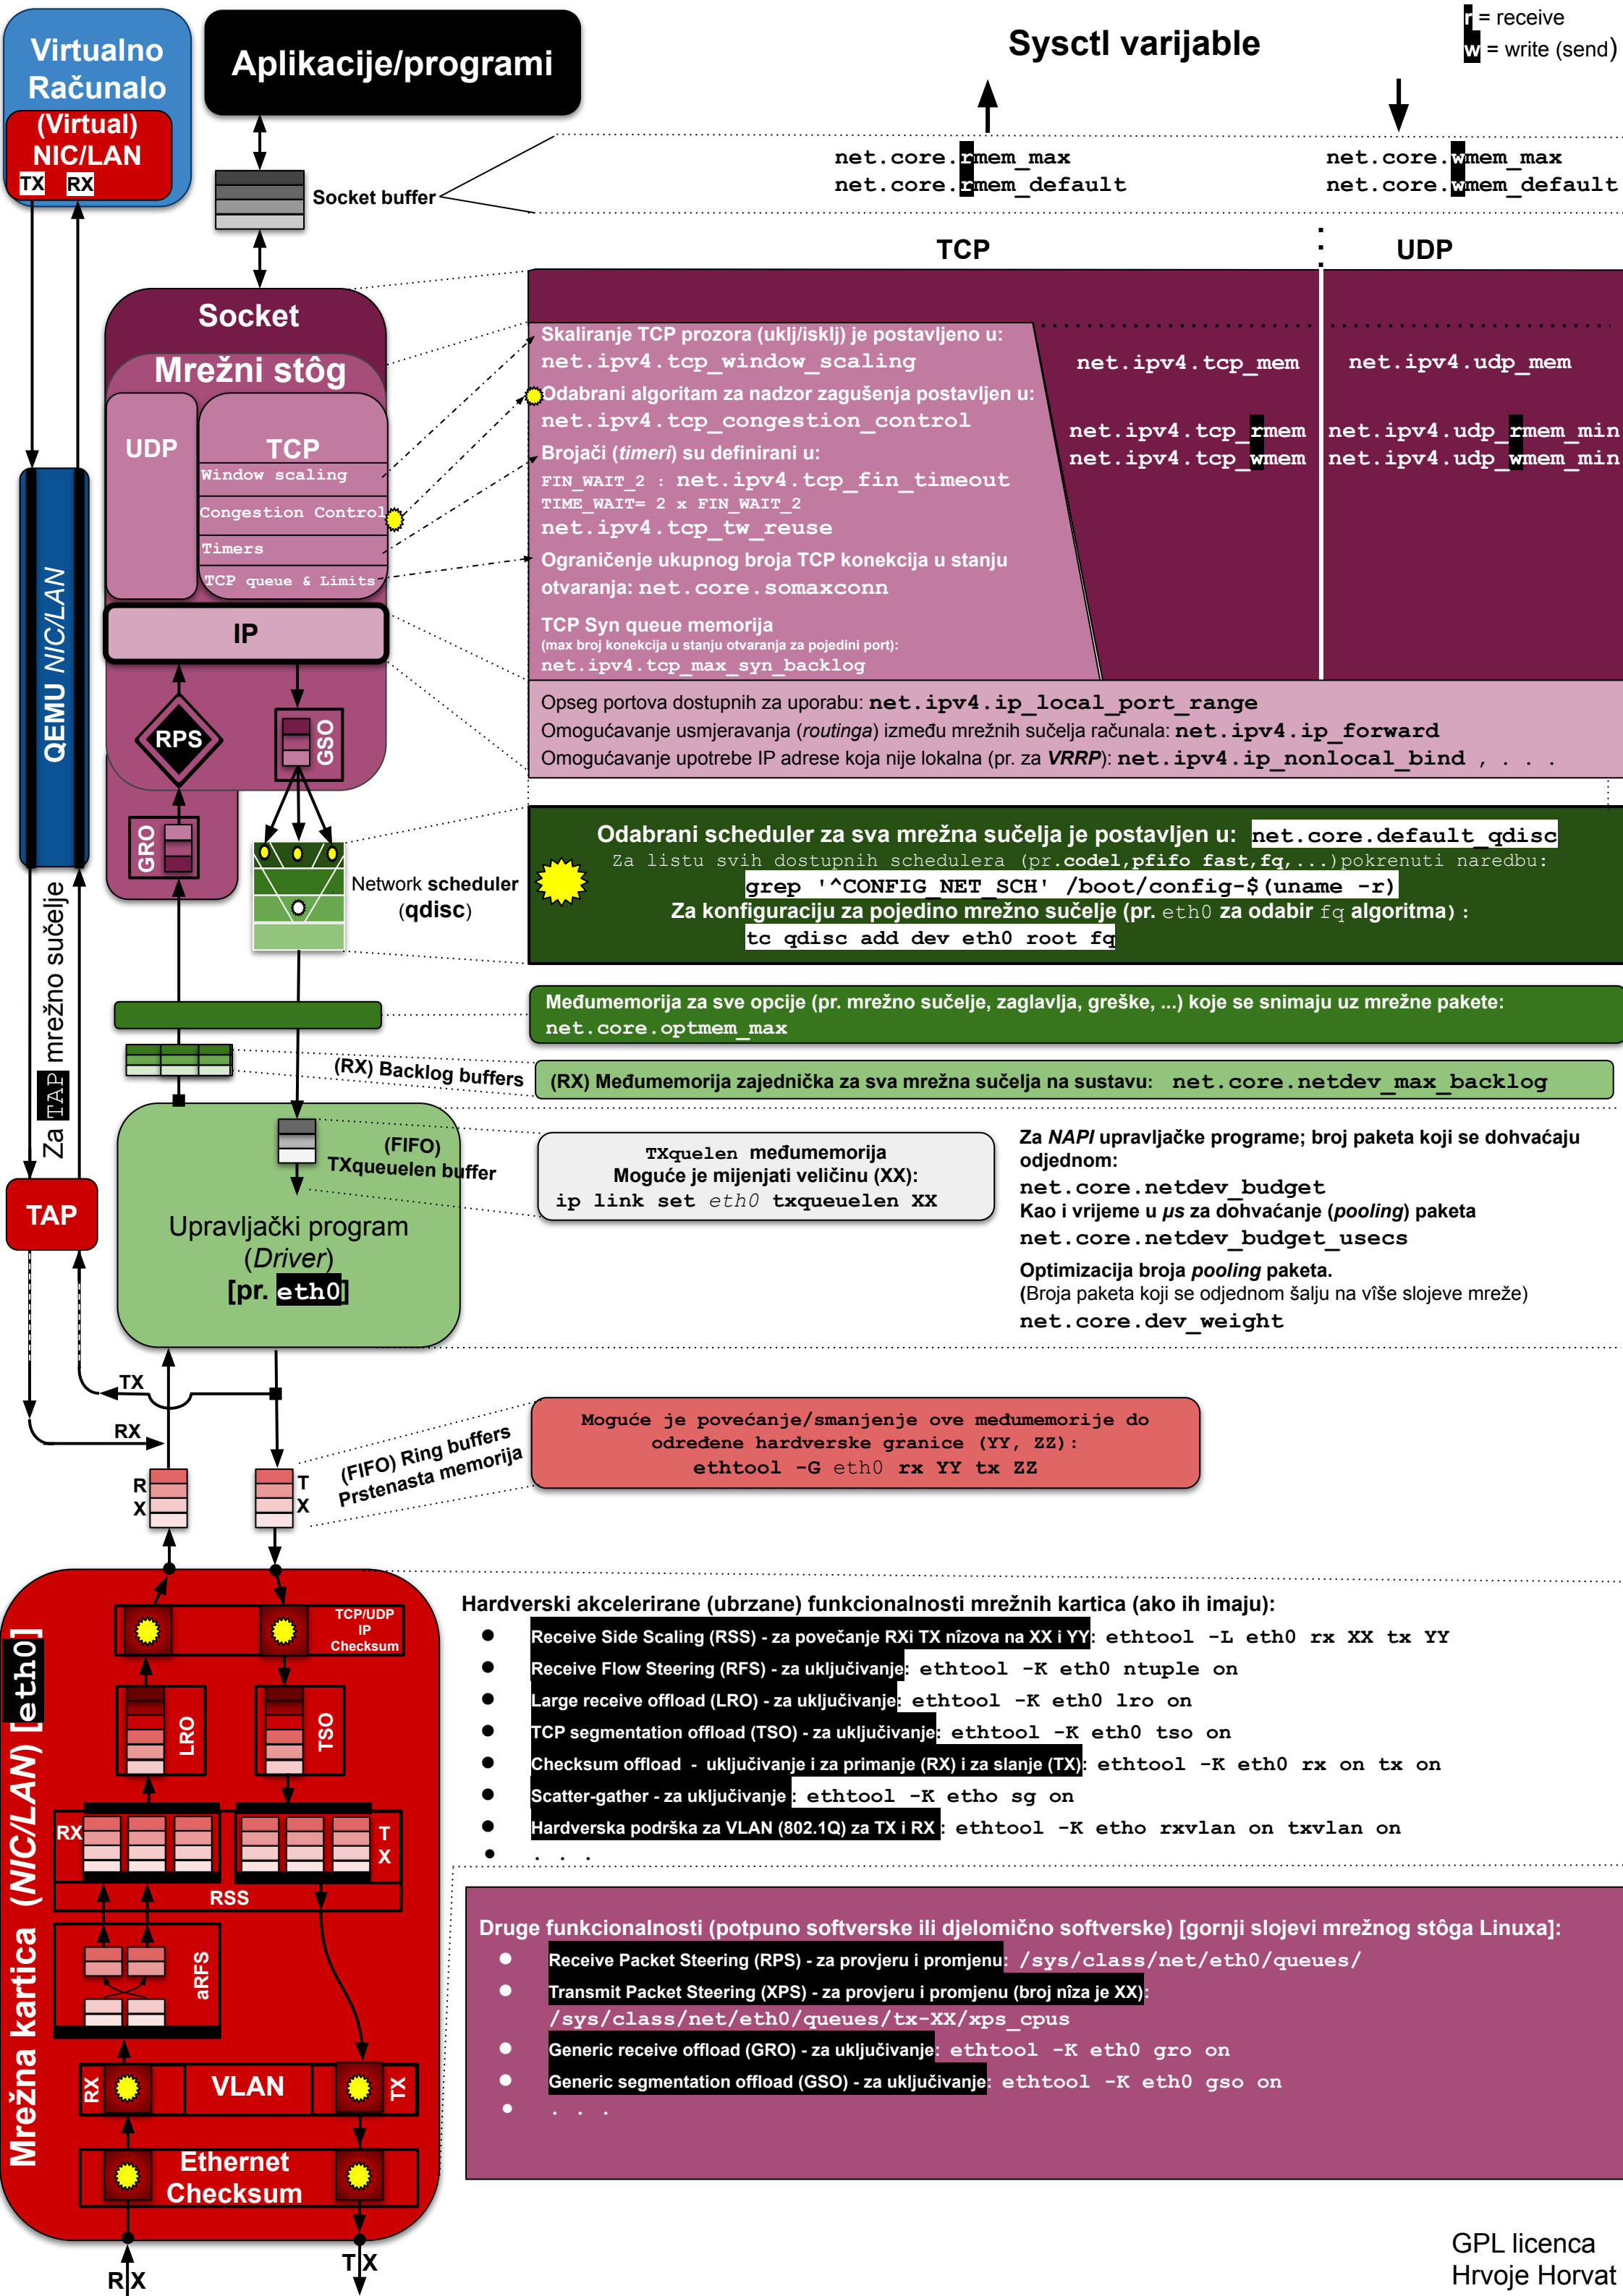 Virtualno
Računalo
(Virtual)
NIC/LAN
TX RX
Aplikacije/programi
Sysctl varijable
r = receive
w = write (send)
Socket buffer
net.core.rmem_max
net.core.rmem_default
net.core.wmem_max
net.core.wmem_default
TCP
UDP
Socket
Mrežni stôg
UDP
TCP
Window scaling
Congestion Control
Timers
TCP queue & Limits
IP
RPS
GSO
GRO
QEMU NIC/LAN
Za TAP mrežno sučelje
Skaliranje TCP prozora (uklj/isklj) je postavljeno u:
net.ipv4.tcp_window_scaling
Odabrani algoritam za nadzor zagušenja postavljen u:
net.ipv4.tcp_congestion_control
Brojači (timeri) su definirani u:
FIN_WAIT_2 : net.ipv4.tcp_fin_timeout
TIME_WAIT= 2 x FIN_WAIT_2
net.ipv4.tcp_tw_reuse
Ograničenje ukupnog broja TCP konekcija u stanju
otvaranja: net.core.somaxconn
TCP Syn queue memorija
(max broj konekcija u stanju otvaranja za pojedini port):
net.ipv4.tcp_max_syn_backlog
net.ipv4.tcp_mem
net.ipv4.tcp_rmem
net.ipv4.tcp_wmem
net.ipv4.udp_mem
net.ipv4.udp_rmem_min
net.ipv4.udp_wmem_min
Opseg portova dostupnih za uporabu: net.ipv4.ip_local_port_range
Omogućavanje usmjeravanja (routinga) između mrežnih sučelja računala: net.ipv4.ip_forward
Omogućavanje upotrebe IP adrese koja nije lokalna (pr. za VRRP): net.ipv4.ip_nonlocal_bind , . . .
Network scheduler
(qdisc)
Odabrani scheduler za sva mrežna sučelja je postavljen u: net.core.default_qdisc
Za listu svih dostupnih schedulera (pr.codel,pfifo fast,fq,...)pokrenuti naredbu:
grep '^CONFIG_NET_SCH' /boot/config-$(uname -r)
Za konfiguraciju za pojedino mrežno sučelje (pr. eth0 za odabir fq algoritma):
tc qdisc add dev eth0 root fq
Međumemorija za sve opcije (pr. mrežno sučelje, zaglavlja, greške, ...) koje se snimaju uz mrežne pakete:
net.core.optmem_max
(RX) Backlog buffers
(RX) Međumemorija zajednička za sva mrežna sučelja na sustavu: net.core.netdev_max_backlog
(FIFO)
TXqueuelen buffer
TXquelen međumemorija
Moguće je mijenjati veličinu (XX):
ip link set eth0 txqueuelen XX
Za NAPI upravljačke programe; broj paketa koji se dohvaćaju
odjednom:
net.core.netdev_budget
Kao i vrijeme u µs za dohvaćanje (pooling) paketa
net.core.netdev_budget_usecs
Optimizacija broja pooling paketa.
(Broja paketa koji se odjednom šalju na vîše slojeve mreže)
net.core.dev_weight
TAP
Upravljački program
(Driver)
[pr. eth0]
TX
RX
RX
TX
(FIFO) Ring buffers
Prstenasta memorija
Moguće je povećanje/smanjenje ove međumemorije do
određene hardverske granice (YY, ZZ):
ethtool -G eth0 rx YY tx ZZ
Mrežna kartica (NIC/LAN) [eth0]
TCP/UDP
IP
Checksum
LRO
TSO
RX
TX
RSS
aRFS
RX
VLAN
TX
Ethernet
Checksum
RX
TX
Hardverski akcelerirane (ubrzane) funkcionalnosti mrežnih kartica (ako ih imaju):
● Receive Side Scaling (RSS) - za povečanje RXi TX nîzova na XX i YY: ethtool -L eth0 rx XX tx YY
● Receive Flow Steering (RFS) - za uključivanje: ethtool -K eth0 ntuple on
● Large receive offload (LRO) - za uključivanje: ethtool -K eth0 lro on
● TCP segmentation offload (TSO) - za uključivanje: ethtool -K eth0 tso on
● Checksum offload - uključivanje i za primanje (RX) i za slanje (TX): ethtool -K eth0 rx on tx on
● Scatter-gather - za uključivanje : ethtool -K etho sg on
● Hardverska podrška za VLAN (802.1Q) za TX i RX : ethtool -K etho rxvlan on txvlan on
● . . .
Druge funkcionalnosti (potpuno softverske ili djelomično softverske) [gornji slojevi mrežnog stôga Linuxa]:
● Receive Packet Steering (RPS) - za provjeru i promjenu: /sys/class/net/eth0/queues/
● Transmit Packet Steering (XPS) - za provjeru i promjenu (broj nîza je XX):
/sys/class/net/eth0/queues/tx-XX/xps_cpus
● Generic receive offload (GRO) - za uključivanje: ethtool -K eth0 gro on
● Generic segmentation offload (GSO) - za uključivanje: ethtool -K eth0 gso on
● . . .
GPL licenca
Hrvoje Horvat